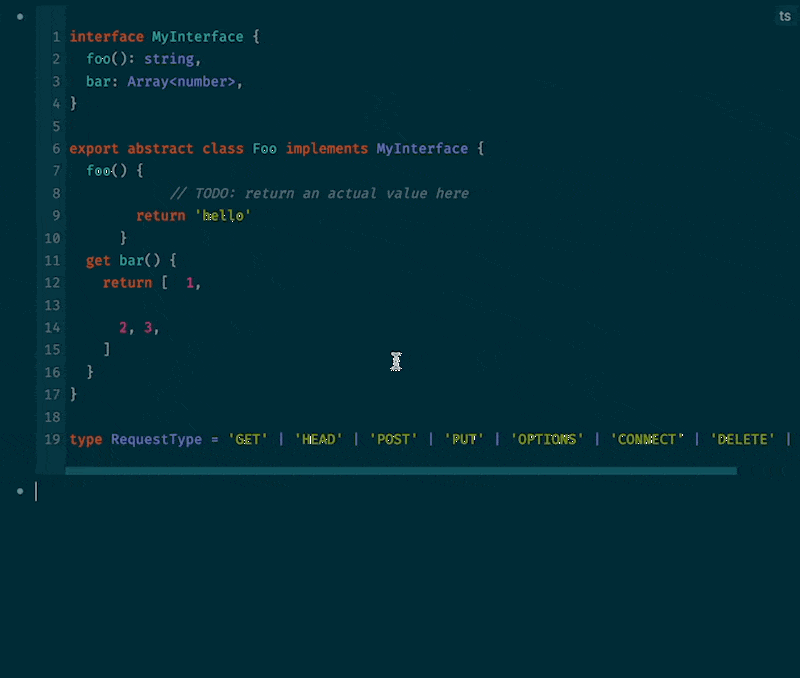 ts
1 interface MyInterface {
2   foo(): string,
3   bar: Array<number>,
4 }
5
6 export abstract class Foo implements MyInterface {
7   foo() {
8             // TODO: return an actual value here
9         return 'hello'
10       }
11   get bar() {
12     return [  1,
13
14       2, 3,
15     ]
16   }
17 }
18
19 type RequestType = 'GET' | 'HEAD' | 'POST' | 'PUT' | 'OPTIONS' | 'CONNECT' | 'DELETE' |